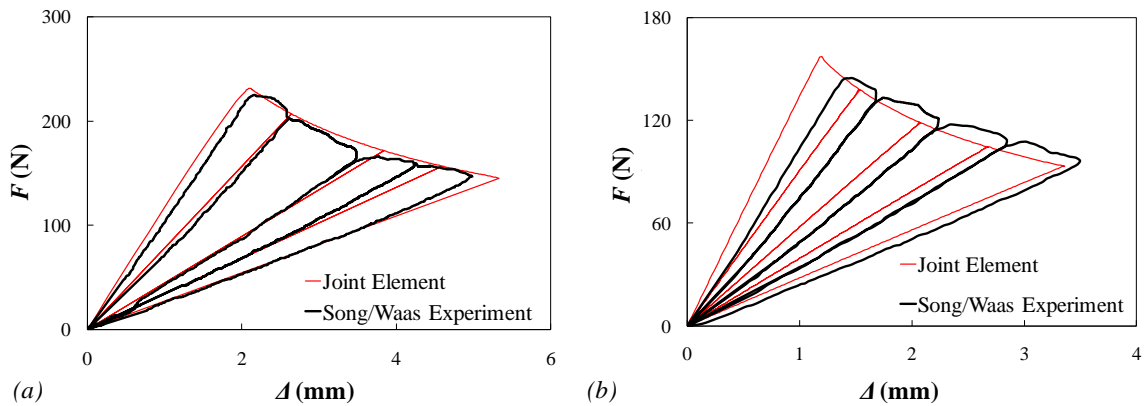 300
200
100
0
0
2
4
6
F (N)
Δ (mm)
Joint Element
Song/Waas Experiment
(a)
180
120
60
0
0
1
2
3
4
F (N)
Δ (mm)
Joint Element
Song/Waas Experiment
(b)